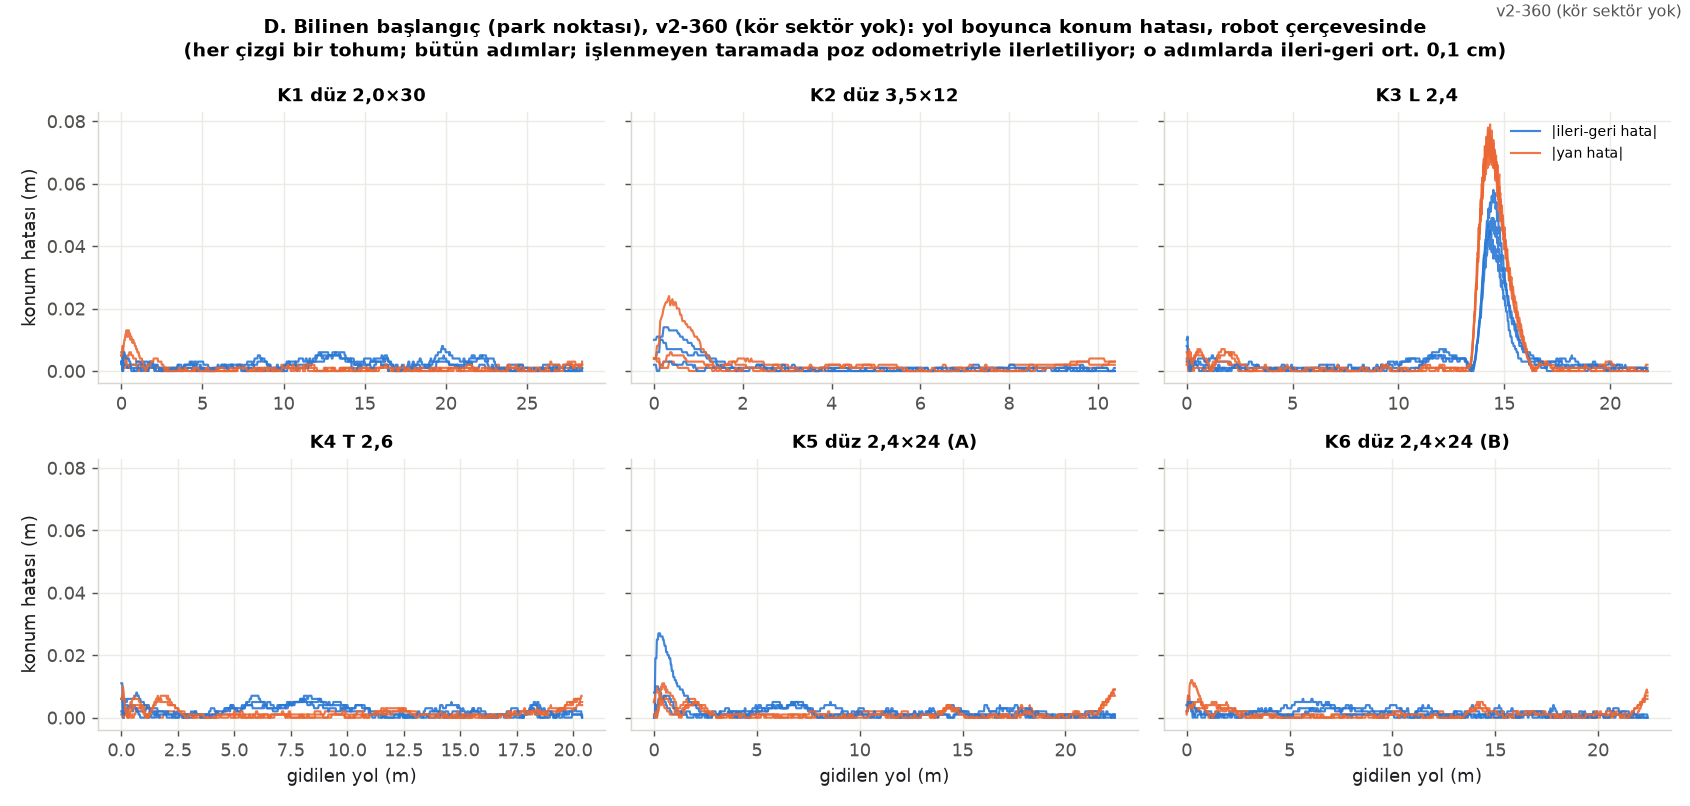 v2-360 (kör sektör yok)
D. Bilinen başlangıç (park noktası), v2-360 (kör sektör yok): yol boyunca konum hatası, robot çerçevesinde
(her çizgi bir tohum; bütün adımlar; işlenmeyen taramada poz odometriyle ilerletiliyor; o adımlarda ileri-geri ort. 0,1 cm)
K1 düz 2,0×30
K2 düz 3,5×12
K3 L 2,4
konum hatası (m)
0.08
0.06
0.04
0.02
0.00
|ileri-geri hata|
|yan hata|
0 5 10 15 20 25
0 2 4 6 8 10
0 5 10 15 20
K4 T 2,6
K5 düz 2,4×24 (A)
K6 düz 2,4×24 (B)
konum hatası (m)
0.08
0.06
0.04
0.02
0.00
0.0 2.5 5.0 7.5 10.0 12.5 15.0 17.5 20.0
0 5 10 15 20
0 5 10 15 20
gidilen yol (m)
gidilen yol (m)
gidilen yol (m)